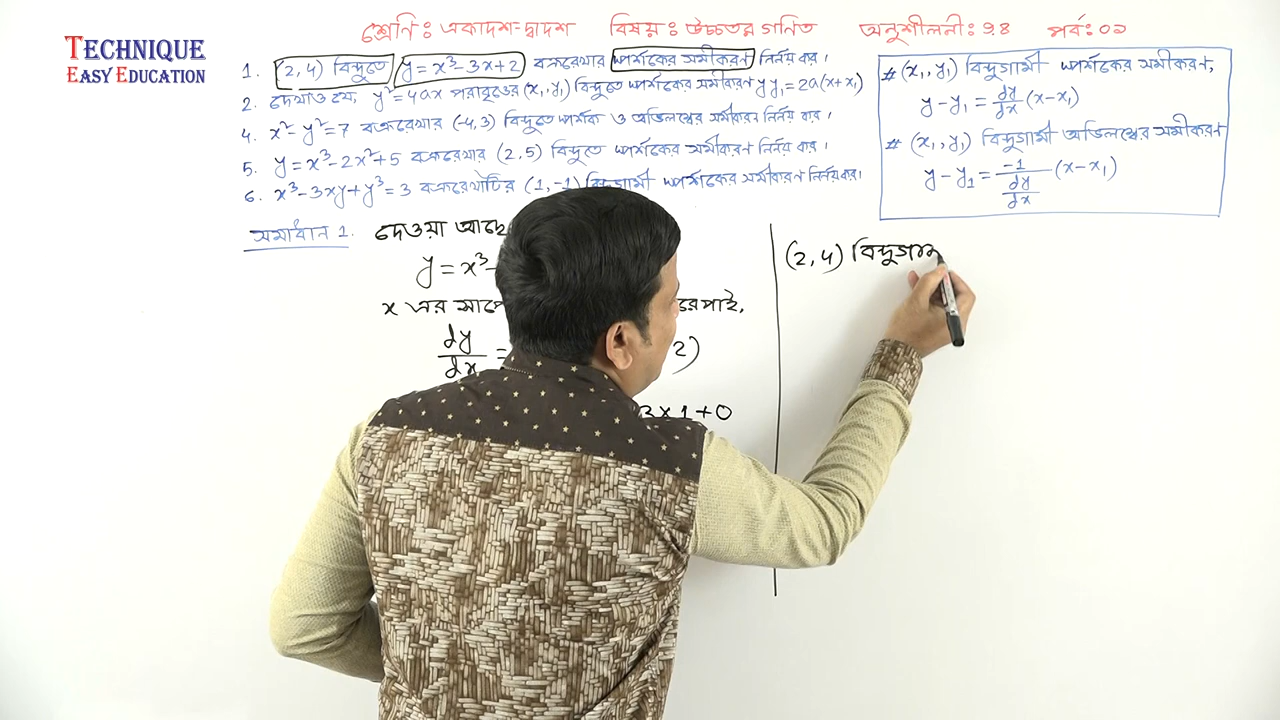 TECHNIQUE
EASY EDUCATION
শ্রেণি : একাদশ-দ্বাদশ বিষয় : উচ্চতর গণিত অনুশীলনী : ৯.৪ পর্ব : ০১
1. (2, 4) বিন্দুতে y = x³-3x+2 বক্ররেখার স্পর্শকের সমীকরণ নির্ণয় কর।
2. দেখাও যে, y² = 4ax পরাবৃত্তের (x₁, y₁) বিন্দুতে স্পর্শকের সমীকরণ yy₁ = 2a(x+x₁)
4. x²- y² = 7 বক্ররেখার (-4, 3) বিন্দুতে স্পর্শক ও অভিলম্বের সমীকরণ নির্ণয় কর।
5. y = x³-2x²+5 বক্ররেখার (2, 5) বিন্দুতে স্পর্শকের সমীকরণ নির্ণয় কর।
6. x³-3xy+y³ = 3 বক্ররেখাটির (1, -1) বিন্দুগামী স্পর্শকের সমীকরণ নির্ণয় কর।
# (x₁, y₁) বিন্দুগামী স্পর্শকের সমীকরণ,
y-y₁ = dy/dx (x-x₁)
# (x₁, y₁) বিন্দুগামী অভিলম্বের সমীকরণ
y-y₁ = -1/(dy/dx) (x-x₁)
সমাধান 1. দেওয়া আছে
y = x³-
x এর সাপে পাই,
dy/dx = 2)
3×1+0
(2, 4) বিন্দুগাম